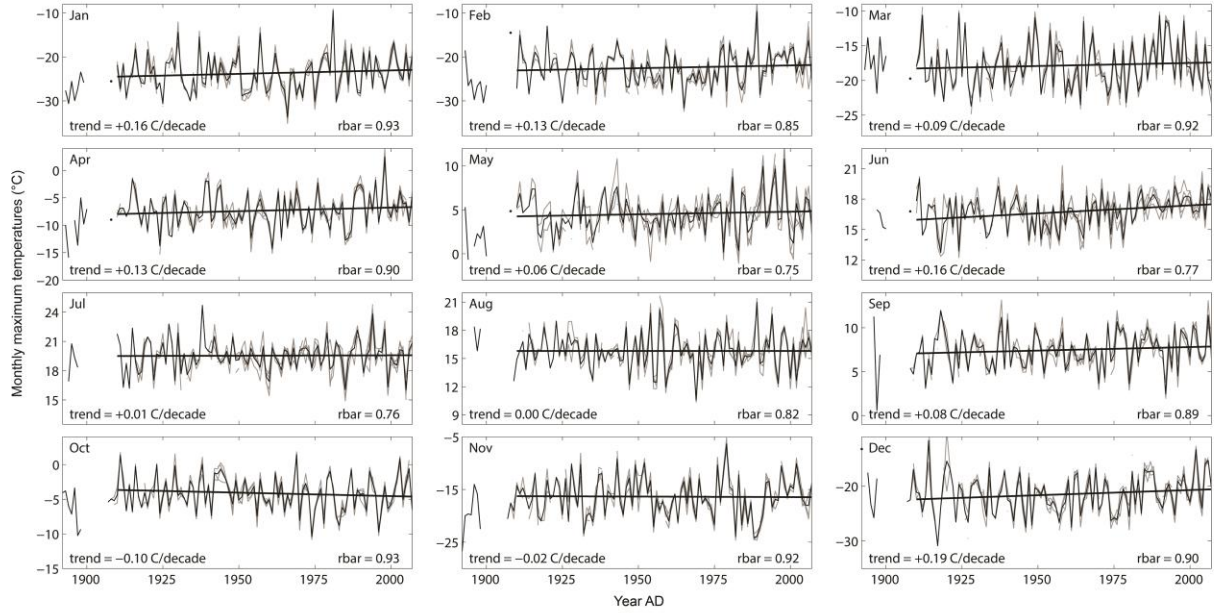 Monthly maximum temperatures (°C)
Jan
−10
−20
−30
trend = +0.16 C/decade rbar = 0.93
Feb
−10
−20
−30
trend = +0.13 C/decade rbar = 0.85
Mar
−10
−15
−20
−25
trend = +0.09 C/decade rbar = 0.92
Apr
0
−5
−10
−15
−20
trend = +0.13 C/decade rbar = 0.90
May
10
5
0
trend = +0.06 C/decade rbar = 0.75
Jun
21
18
15
12
trend = +0.16 C/decade rbar = 0.77
Jul
24
21
18
15
trend = +0.01 C/decade rbar = 0.76
Aug
21
18
15
12
9
trend = 0.00 C/decade rbar = 0.82
Sep
10
5
0
trend = +0.08 C/decade rbar = 0.89
Oct
0
−5
−10
−15
trend = −0.10 C/decade rbar = 0.93
1900 1925 1950 1975 2000
Nov
−5
−15
−25
−30
trend = −0.02 C/decade rbar = 0.92
1900 1925 1950 1975 2000
Dec
−20
−30
trend = +0.19 C/decade rbar = 0.90
1900 1925 1950 1975 2000
Year AD